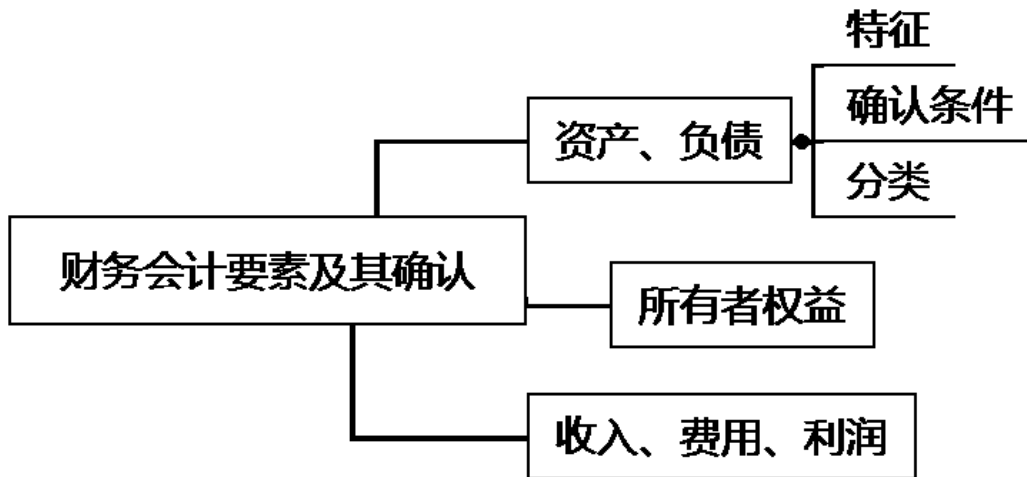 特征
确认条件
资产、负债
分类
财务会计要素及其确认
所有者权益
收入、费用、利润